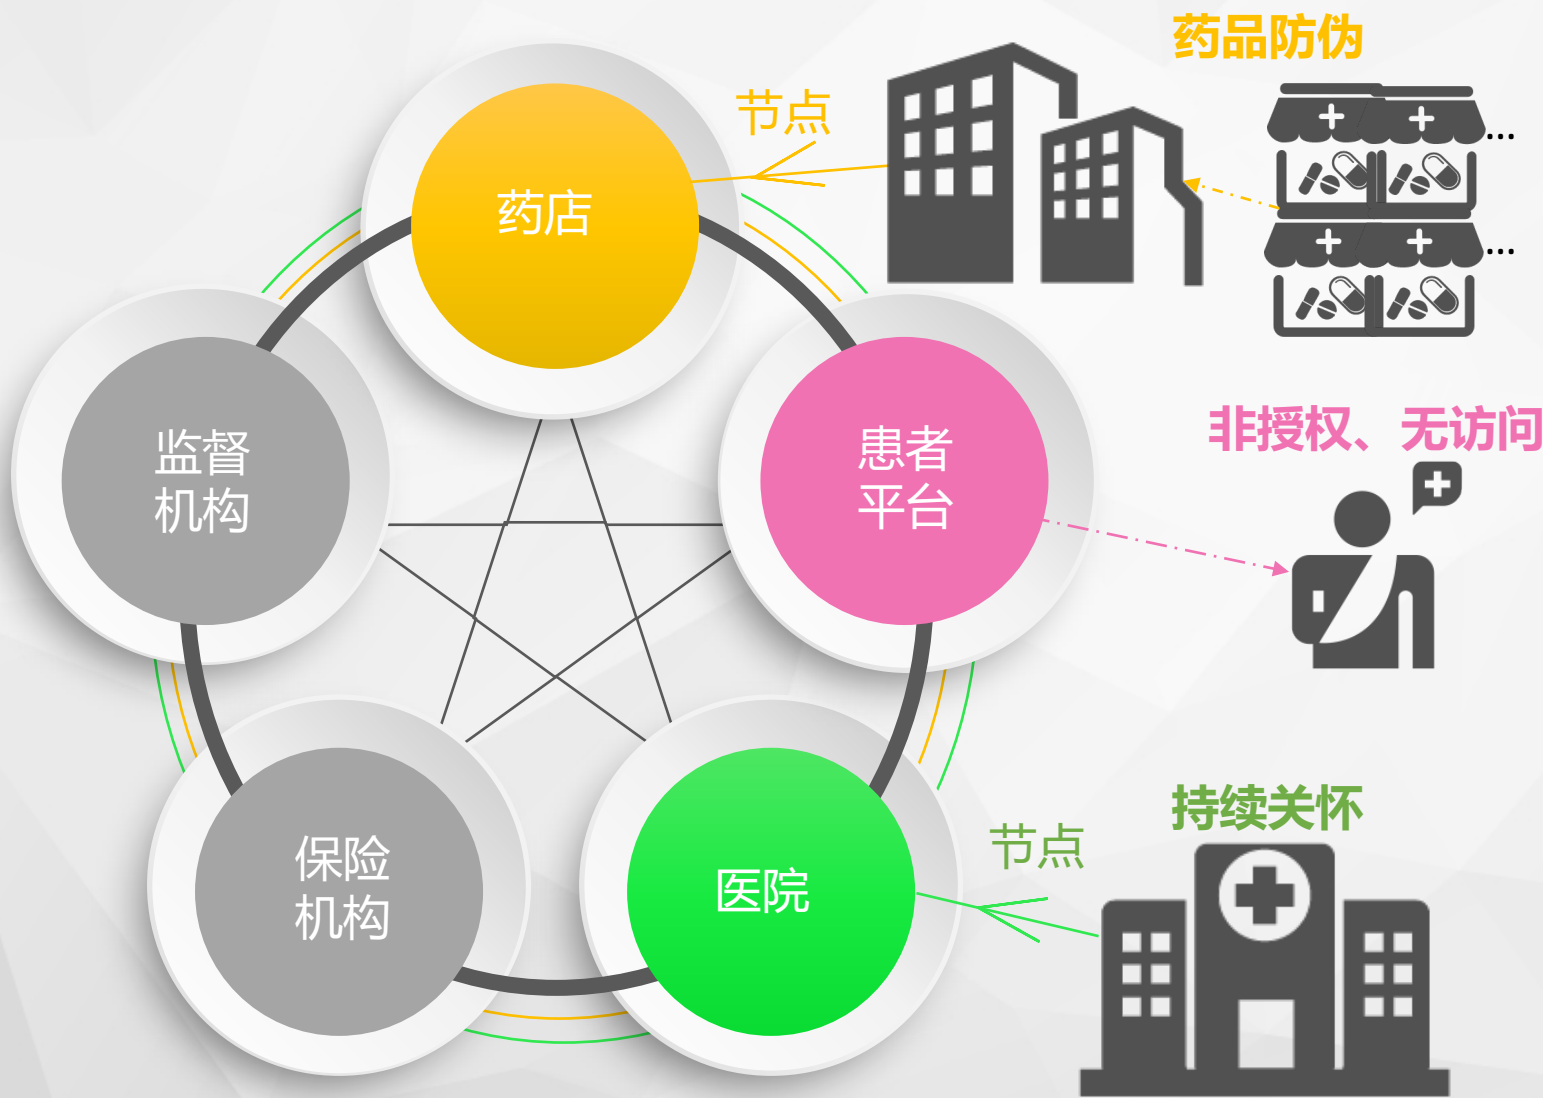 药品防伪
节点
药店
...
...
非授权、无访问
患者
平台
监督
机构
持续关怀
节点
保险
机构
医院